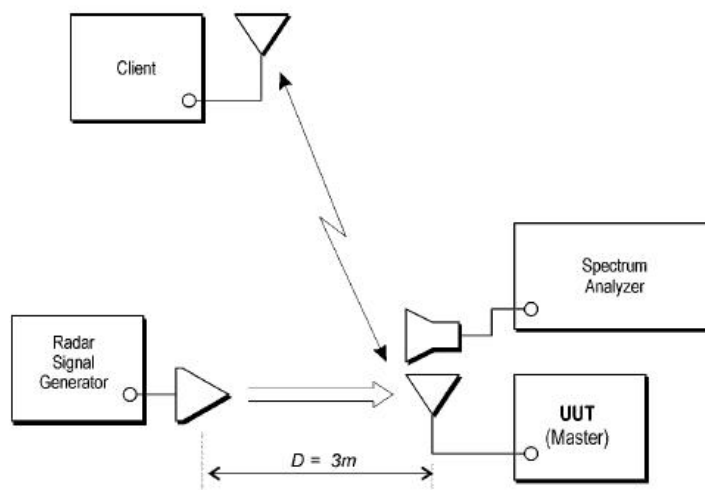 Client
Spectrum
Analyzer
Radar
Signal
Generator
UUT
(Master)
D = 3m